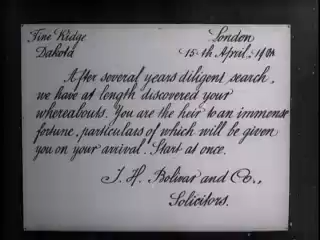 Pine Ridge London
Dakota 15th April, 19
After several years diligent search,
we have at length discovered your
whereabouts. You are the heir to an immense
fortune, particulars of which will be given
you on your arrival. Start at once.
J. H. Bolivar and Co.,
Solicitors.